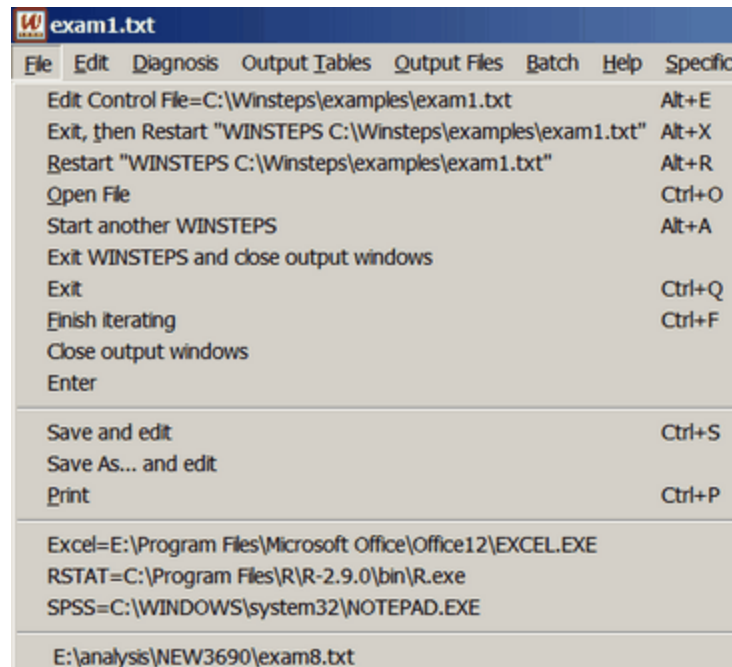 exam1.txt
File Edit Diagnosis Output Tables Output Files Batch Help Specific
Edit Control File=C:\Winsteps\examples\exam1.txt Alt+E
Exit, then Restart "WINSTEPS C:\Winsteps\examples\exam1.txt" Alt+X
Restart "WINSTEPS C:\Winsteps\examples\exam1.txt" Alt+R
Open File Ctrl+O
Start another WINSTEPS Alt+A
Exit WINSTEPS and close output windows
Exit Ctrl+Q
Finish iterating Ctrl+F
Close output windows
Enter
Save and edit Ctrl+S
Save As... and edit
Print Ctrl+P
Excel=E:\Program Files\Microsoft Office\Office12\EXCEL.EXE
RSTAT=C:\Program Files\R\R-2.9.0\bin\R.exe
SPSS=C:\WINDOWS\system32\NOTEPAD.EXE
E:\analysis\NEW3690\exam8.txt